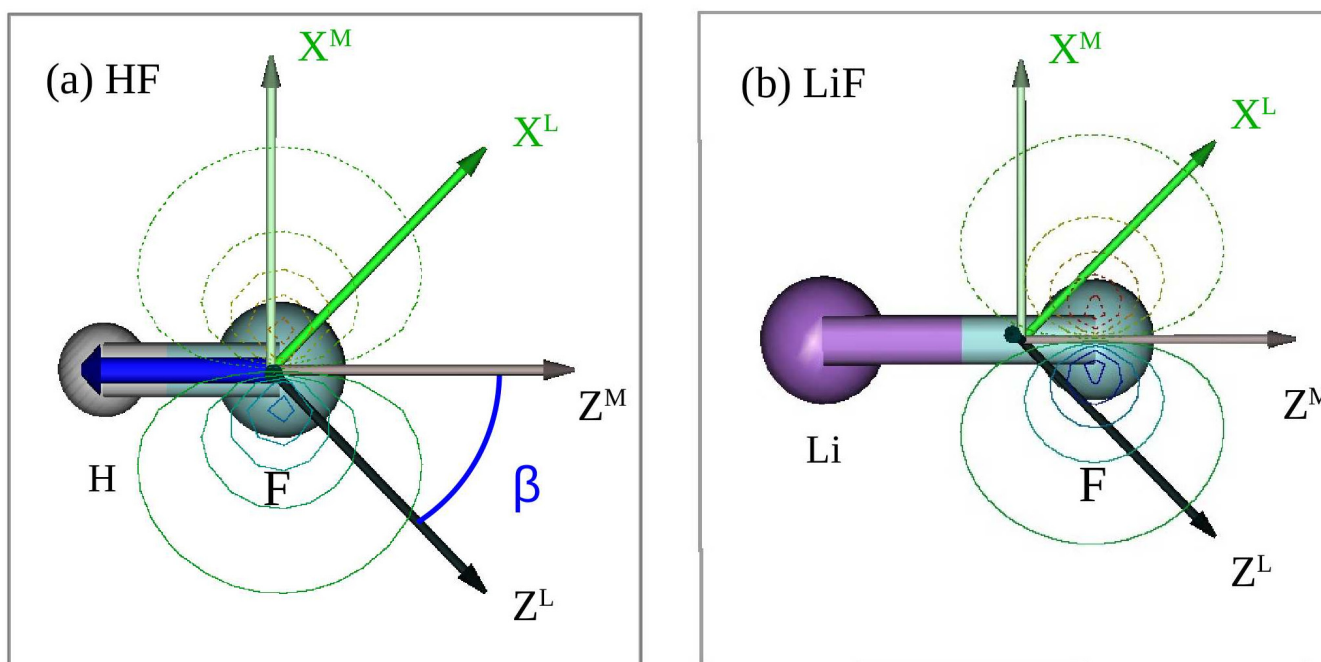 (a) HF
X^M
X^L
Z^M
H
F
β
Z^L
(b) LiF
X^M
X^L
Z^M
Li
F
Z^L